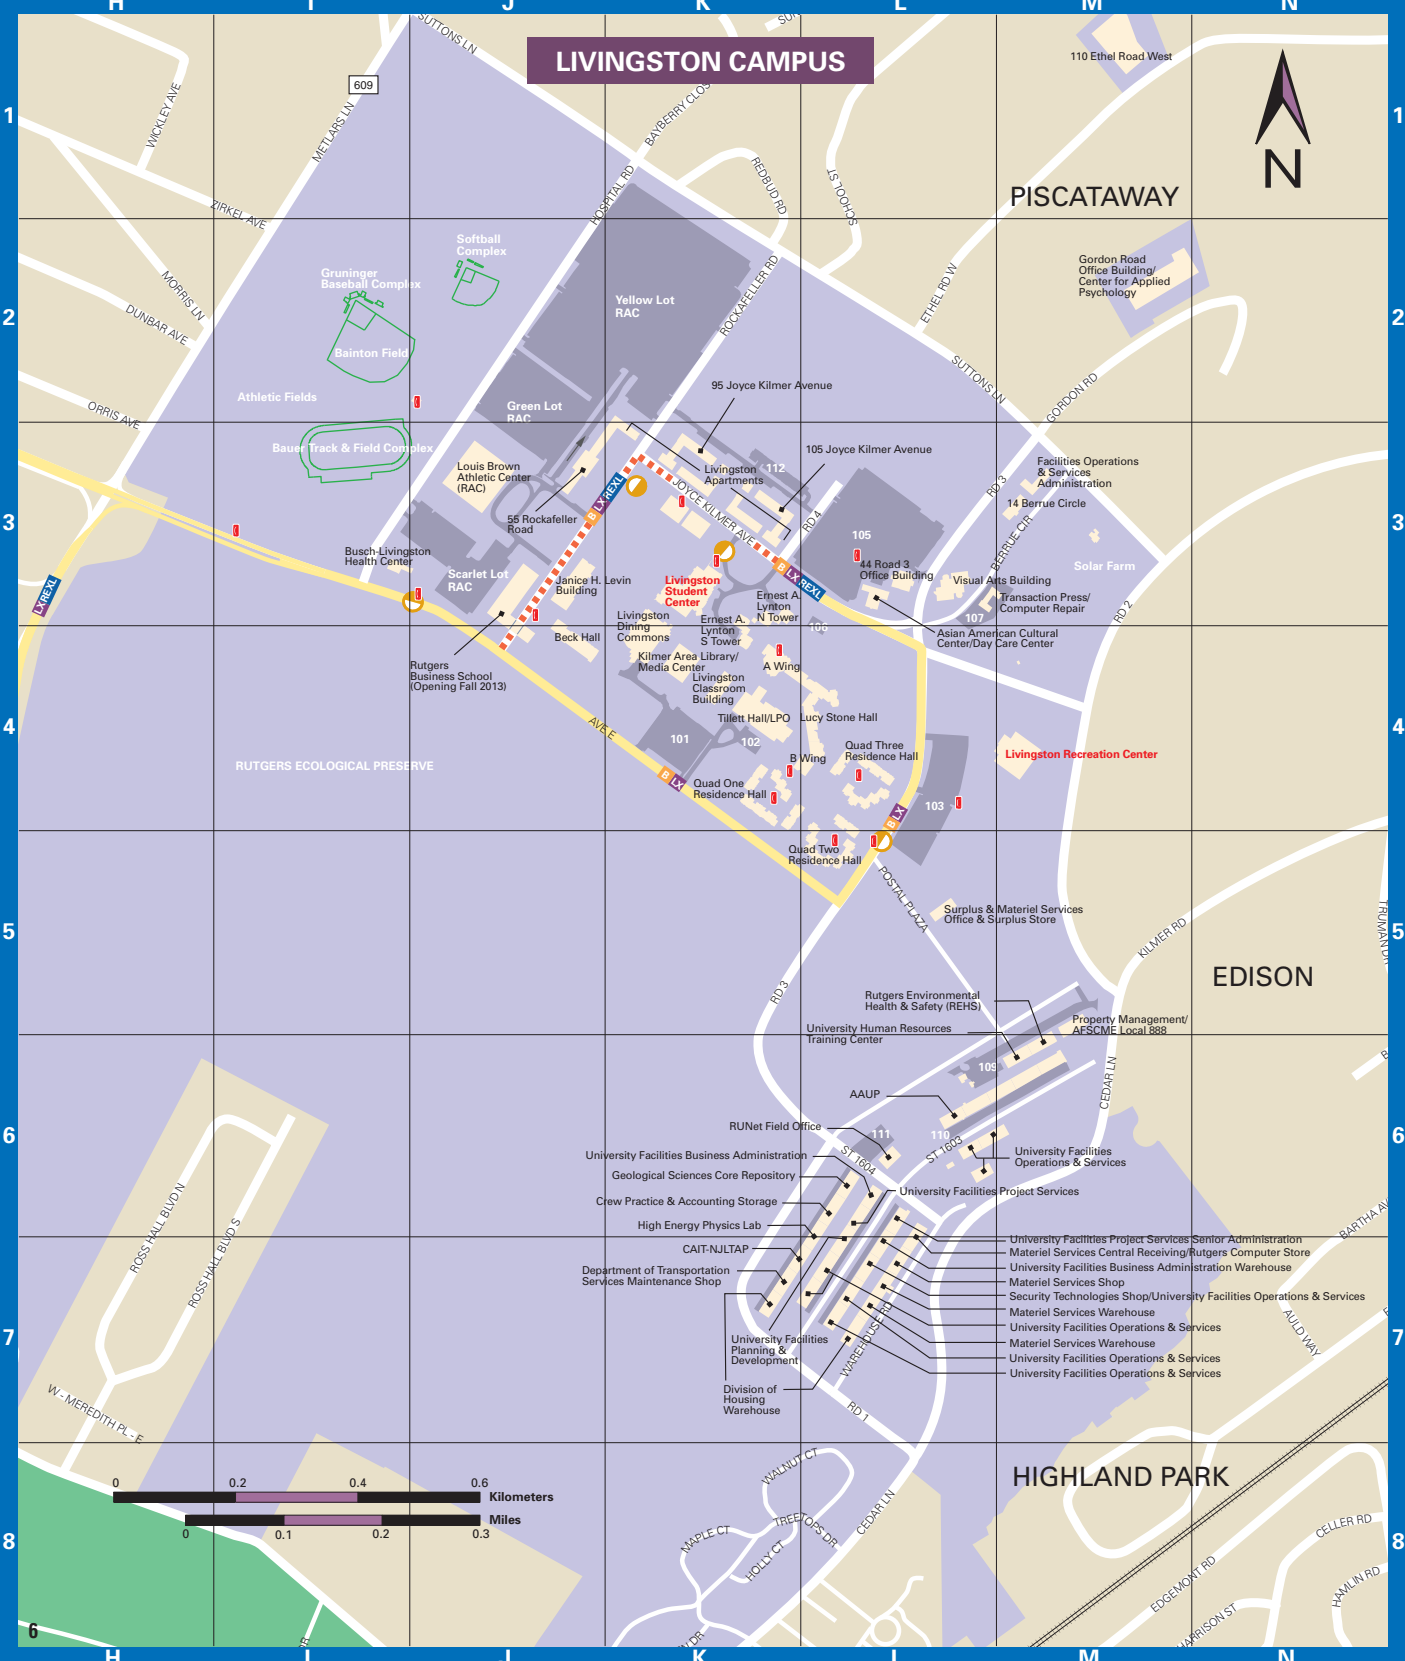 H I J K L M N
LIVINGSTON CAMPUS
SUTTONS LN
110 Ethel Road West
609
1
1
WICKLEY AVE
METLARS LN
BAYBERRY CLOS
N
REDBUD RD
SCHOOL ST
HOSPITAL RD
PISCATAWAY
ZIRKEL AVE
Softball
Complex
Gruninger
Baseball Complex
Gordon Road
Office Building/
Center for Applied
Psychology
MORRIS LN
ROCKAFELLER RD
ETHEL RD W
Yellow Lot
RAC
2
2
DUNBAR AVE
Bainton Field
SUTTONS LN
95 Joyce Kilmer Avenue
GORDON RD
Athletic Fields
Green Lot
RAC
ORRIS AVE
Bauer Track & Field Complex
105 Joyce Kilmer Avenue
Louis Brown
Athletic Center
(RAC)
Livingston
Apartments
112
Facilities Operations
& Services
Administration
RD 3
14 Berrue Circle
JOYCE KILMER AVE
B LX REXL
55 Rockafeller
Road
RD 4
3
3
105
BERRUE CIR
Busch-Livingston
Health Center
44 Road 3
Office Building
Solar Farm
Scarlet Lot
RAC
Janice H. Levin
Building
Livingston
Student
Center
B LX REXL
Visual Arts Building
LX REXL
Ernest A.
Lynton
N Tower
Transaction Press/
Computer Repair
RD 2
Livingston
Dining
Commons
Ernest A.
Lynton
S Tower
106
107
Beck Hall
Asian American Cultural
Center/Day Care Center
Kilmer Area Library/
Media Center
A Wing
Rutgers
Business School
(Opening Fall 2013)
Livingston
Classroom
Building
Tillett Hall/LPO
Lucy Stone Hall
4
4
AVE E
101
102
Quad Three
Residence Hall
Livingston Recreation Center
RUTGERS ECOLOGICAL PRESERVE
B Wing
B LX
Quad One
Residence Hall
103
B LX
Quad Two
Residence Hall
POSTAL PLAZA
Surplus & Materiel Services
Office & Surplus Store
5
5
KILMER RD
EDISON
RD 3
Rutgers Environmental
Health & Safety (REHS)
Property Management/
AFSCME Local 888
University Human Resources
Training Center
109
CEDAR LN
AAUP
RUNet Field Office
111
110
6
6
ST 1603
ST 1604
University Facilities
Operations & Services
University Facilities Business Administration
Geological Sciences Core Repository
University Facilities Project Services
Crew Practice & Accounting Storage
High Energy Physics Lab
ROSS HALL BLVD N
ROSS HALL BLVD S
BARTHA AV
University Facilities Project Services Senior Administration
CAIT-NJLTAP
Materiel Services Central Receiving/Rutgers Computer Store
University Facilities Business Administration Warehouse
Department of Transportation
Services Maintenance Shop
Materiel Services Shop
Security Technologies Shop/University Facilities Operations & Services
Materiel Services Warehouse
University Facilities Operations & Services
AULD WAY
7
7
University Facilities
Planning &
Development
WAREHOUSE RD
Materiel Services Warehouse
University Facilities Operations & Services
University Facilities Operations & Services
Division of
Housing
Warehouse
W - MEREDITH PL - E
RD 1
WALNUT CT
HIGHLAND PARK
0 0.2 0.4 0.6
Kilometers
Miles
0 0.1 0.2 0.3
CEDAR LN
MAPLE CT
TREETOPS DR
HOLLY CT
8
8
CELLER RD
EDGEMONT RD
HAMLIN RD
HARRISON ST
6
H I J K L M N